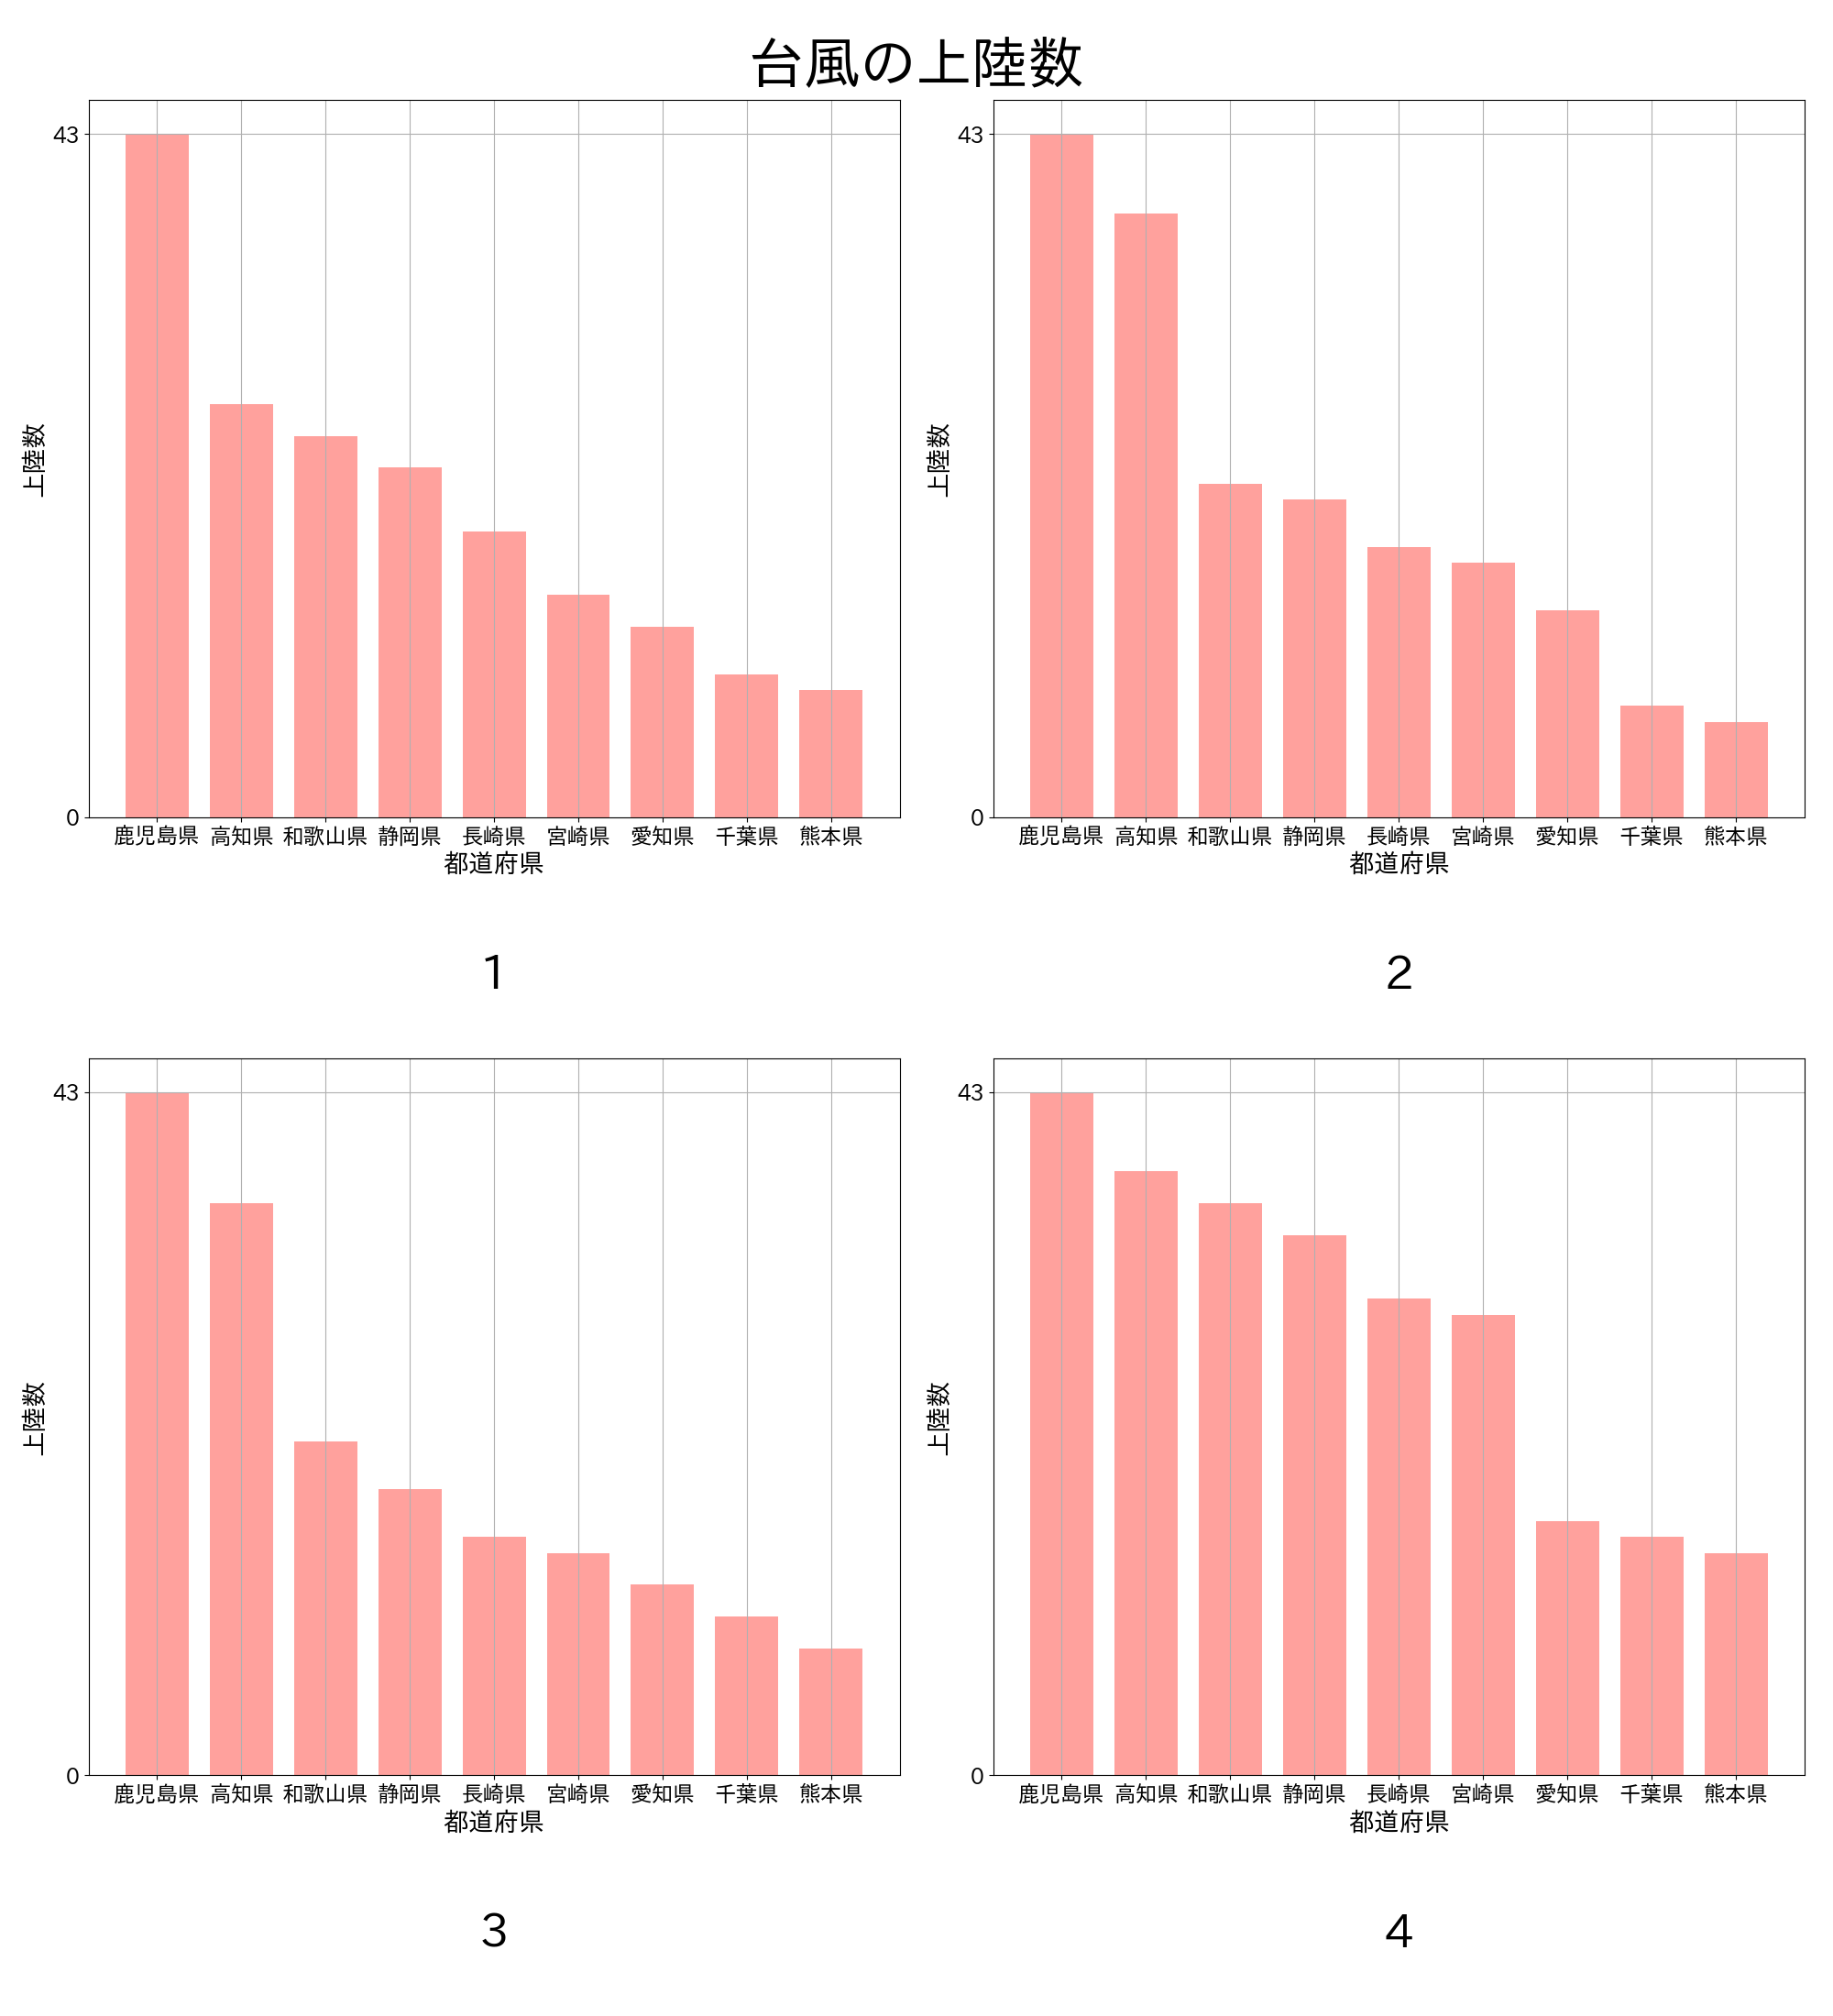 台風の上陸数
43
0
上陸数
鹿児島県 高知県 和歌山県 静岡県 長崎県 宮崎県 愛知県 千葉県 熊本県
都道府県
1
43
0
上陸数
鹿児島県 高知県 和歌山県 静岡県 長崎県 宮崎県 愛知県 千葉県 熊本県
都道府県
2
43
0
上陸数
鹿児島県 高知県 和歌山県 静岡県 長崎県 宮崎県 愛知県 千葉県 熊本県
都道府県
3
43
0
上陸数
鹿児島県 高知県 和歌山県 静岡県 長崎県 宮崎県 愛知県 千葉県 熊本県
都道府県
4